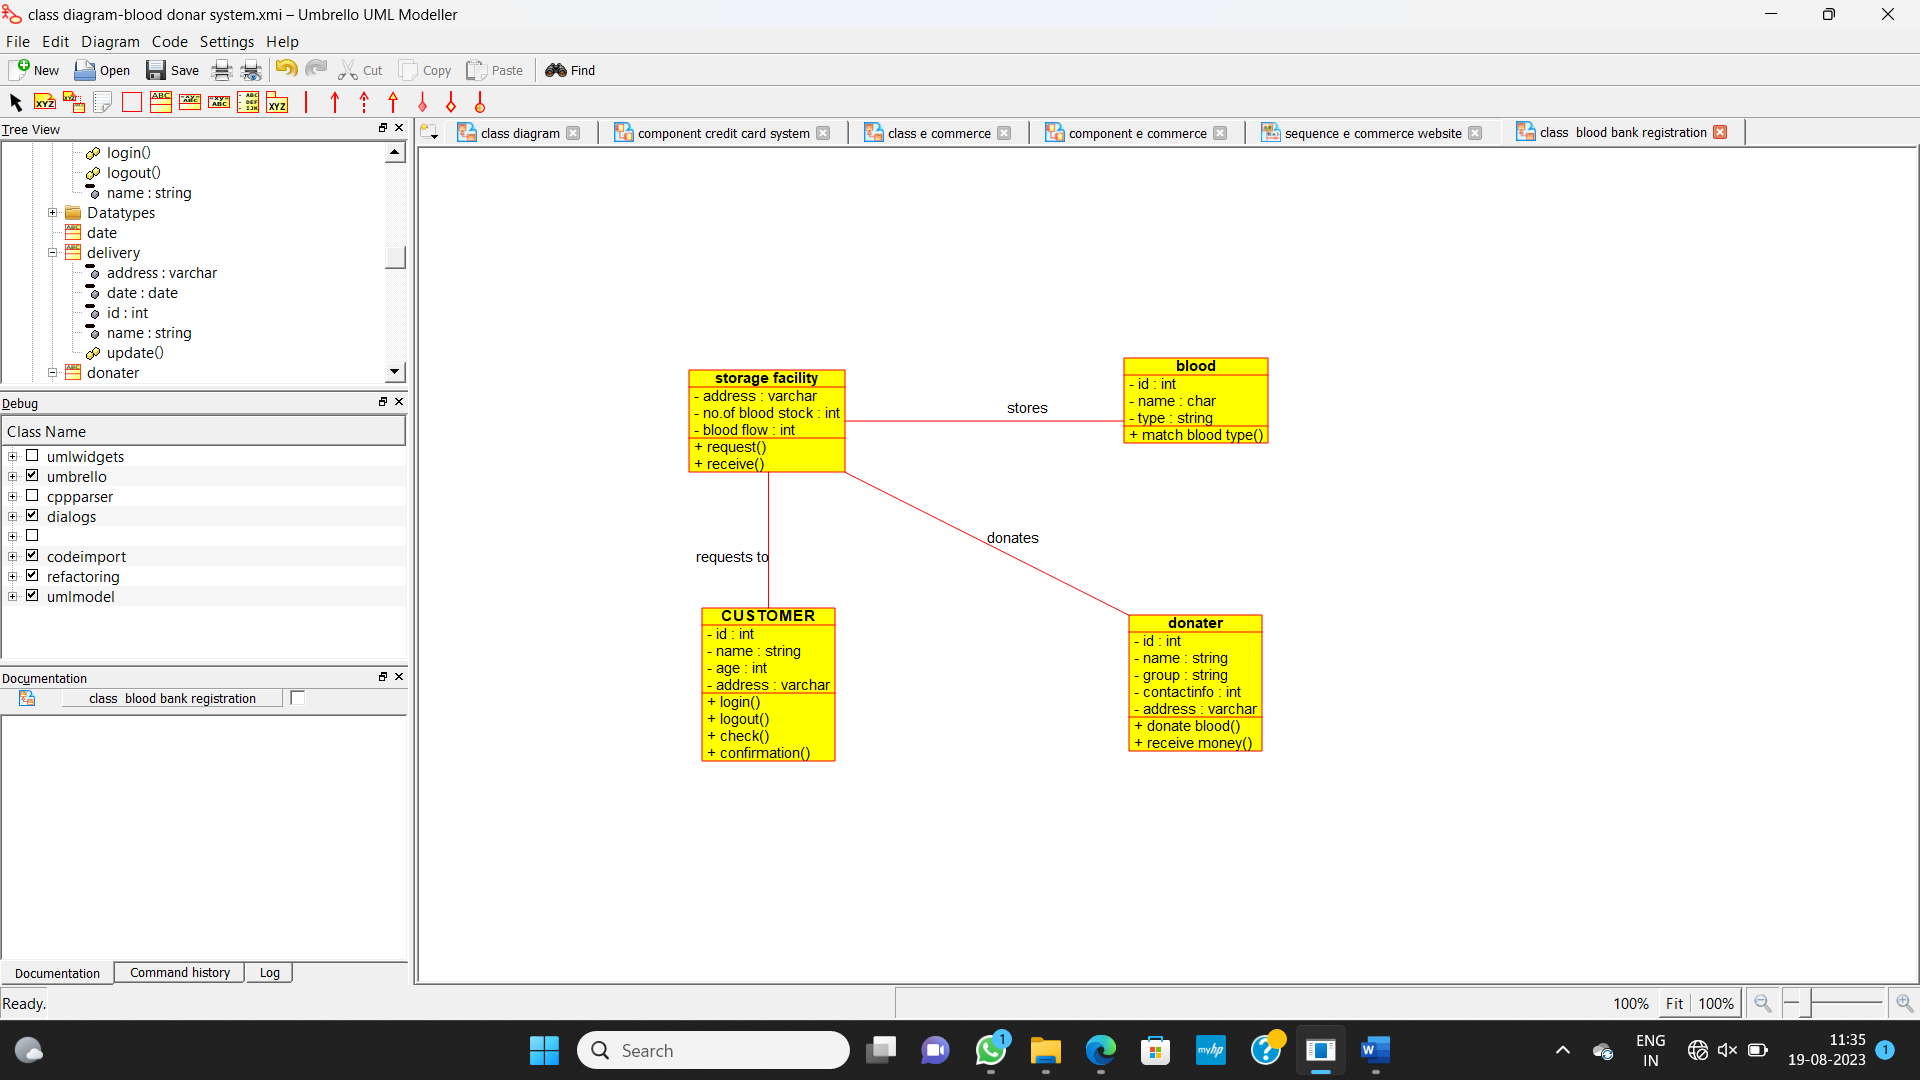 class diagram-blood donar system.xmi – Umbrello UML Modeller
File Edit Diagram Code Settings Help
New Open Save Cut Copy Paste Find
Tree View
login()
logout()
name : string
Datatypes
date
delivery
address : varchar
date : date
id : int
name : string
update()
donater
Debug
Class Name
umlwidgets
umbrello
cppparser
dialogs
codeimport
refactoring
umlmodel
Documentation
class blood bank registration
Documentation Command history Log
class diagram component credit card system class e commerce component e commerce sequence e commerce website class blood bank registration
storage facility
- address : varchar
- no.of blood stock : int
- blood flow : int
+ request()
+ receive()
stores
blood
- id : int
- name : char
- type : string
+ match blood type()
requests to
donates
CUSTOMER
- id : int
- name : string
- age : int
- address : varchar
+ login()
+ logout()
+ check()
+ confirmation()
donater
- id : int
- name : string
- group : string
- contactinfo : int
- address : varchar
+ donate blood()
+ receive money()
Ready.
100% Fit 100%
Search
1
myhp
W
ENG
IN
11:35
19-08-2023
1